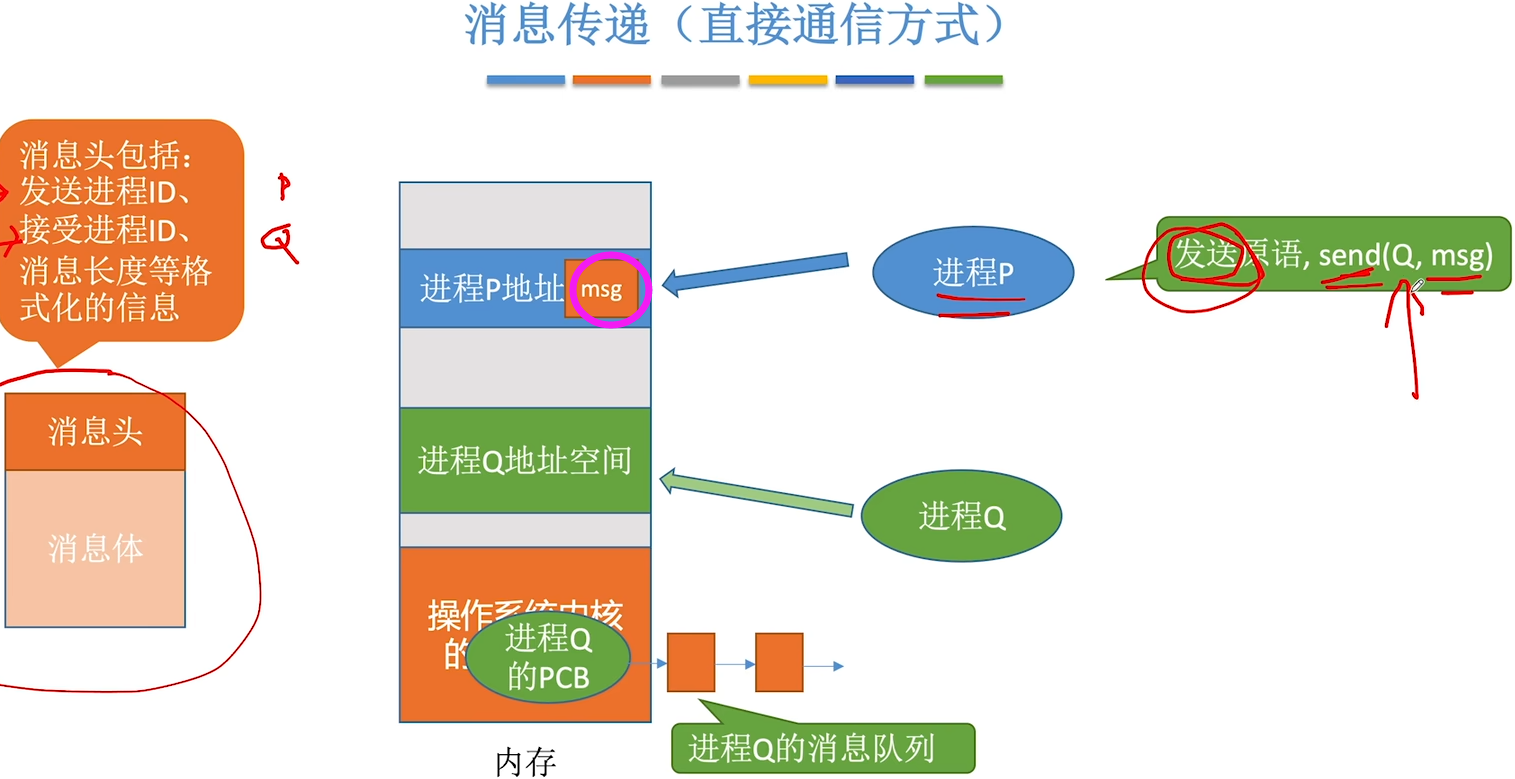 消息传递（直接通信方式）
消息头包括：
发送进程ID、
接受进程ID、
消息长度等格
式化的信息
P
Q
消息头
消息体
进程P地址
msg
进程Q地址空间
操作系统内核
的
进程Q
的PCB
内存
进程P
发送原语, send(Q, msg)
进程Q
进程Q的消息队列